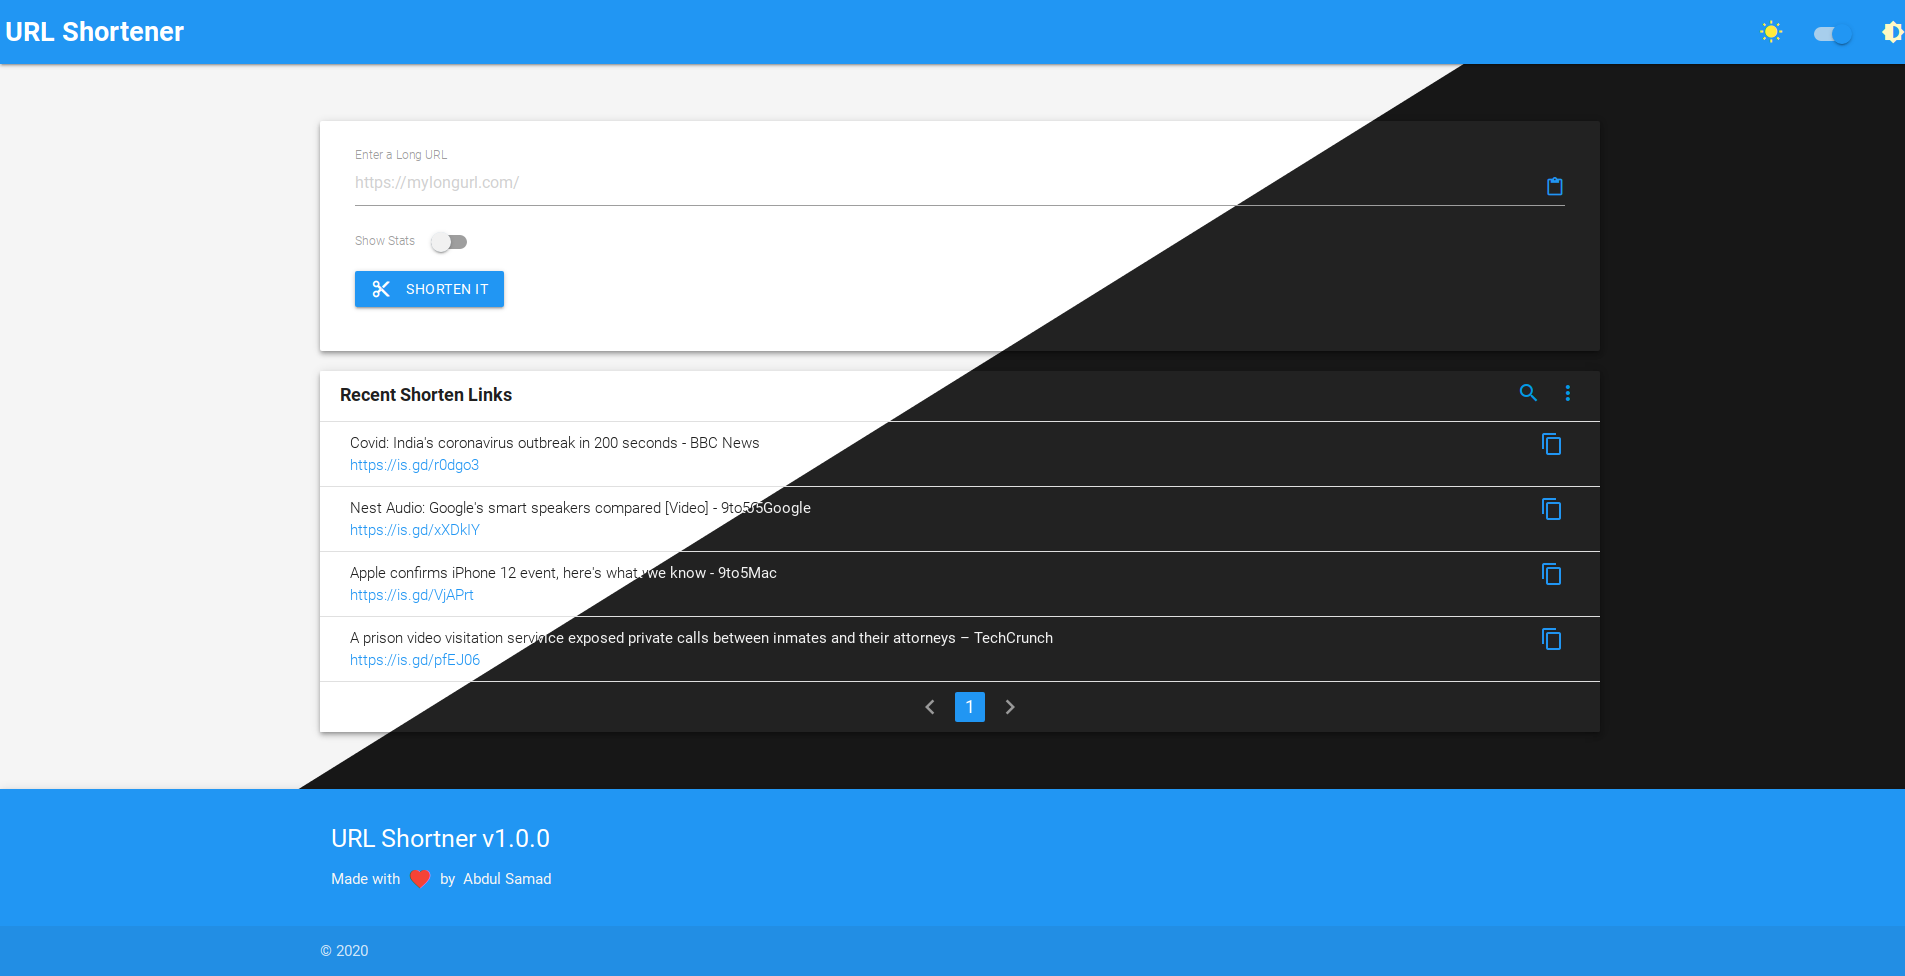 URL Shortener
Enter a Long URL
https://mylongurl.com/
Show Stats
SHORTEN IT
Recent Shorten Links
Covid: India's coronavirus outbreak in 200 seconds - BBC News
https://is.gd/r0dgo3
Nest Audio: Google's smart speakers compared [Video] - 9to5Google
https://is.gd/xXDkIY
Apple confirms iPhone 12 event, here's what we know - 9to5Mac
https://is.gd/VjAPrt
A prison video visitation service exposed private calls between inmates and their attorneys – TechCrunch
https://is.gd/pfEJ06
1
URL Shortner v1.0.0
Made with ❤️ by Abdul Samad
© 2020